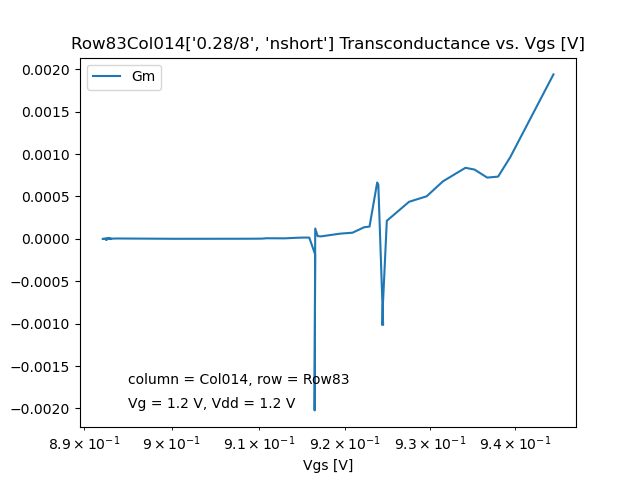 Row83Col014['0.28/8', 'nshort'] Transconductance vs. Vgs [V]
Gm
0.0020
0.0015
0.0010
0.0005
0.0000
−0.0005
−0.0010
−0.0015
−0.0020
column = Col014, row = Row83
Vg = 1.2 V, Vdd = 1.2 V
8.9 × 10⁻¹ 9 × 10⁻¹ 9.1 × 10⁻¹ 9.2 × 10⁻¹ 9.3 × 10⁻¹ 9.4 × 10⁻¹
Vgs [V]